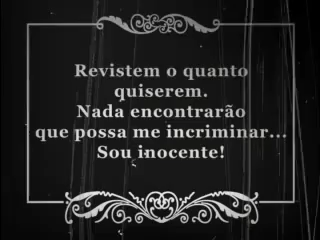 Revistem o quanto
quiserem.
Nada encontrarão
que possa me incriminar...
Sou inocente!